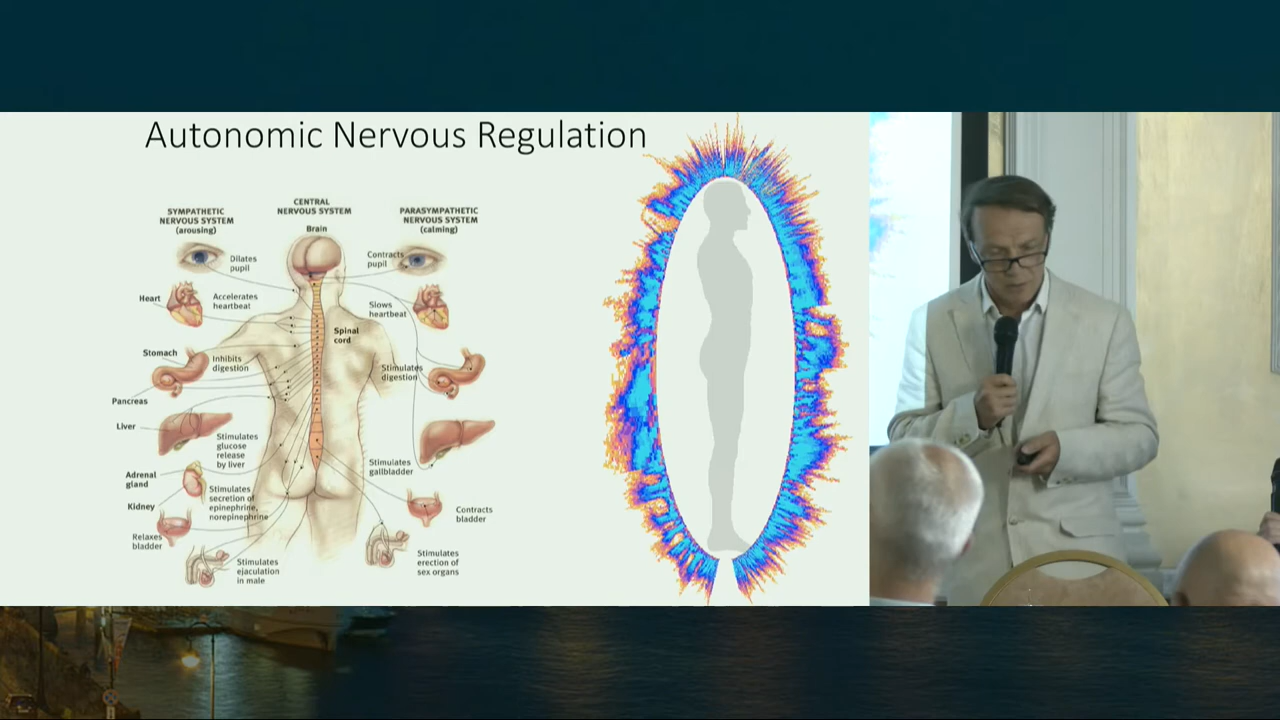 Autonomic Nervous Regulation
SYMPATHETIC
NERVOUS SYSTEM
(arousing)
CENTRAL
NERVOUS SYSTEM
Brain
PARASYMPATHETIC
NERVOUS SYSTEM
(calming)
Dilates
pupil
Contracts
pupil
Heart
Accelerates
heartbeat
Slows
heartbeat
Spinal
cord
Stomach
Inhibits
digestion
Stimulates
digestion
Pancreas
Liver
Stimulates
glucose
release
by liver
Stimulates
gallbladder
Adrenal
gland
Stimulates
secretion of
epinephrine,
norepinephrine
Kidney
Contracts
bladder
Relaxes
bladder
Stimulates
ejaculation
in male
Stimulates
erection of
sex organs